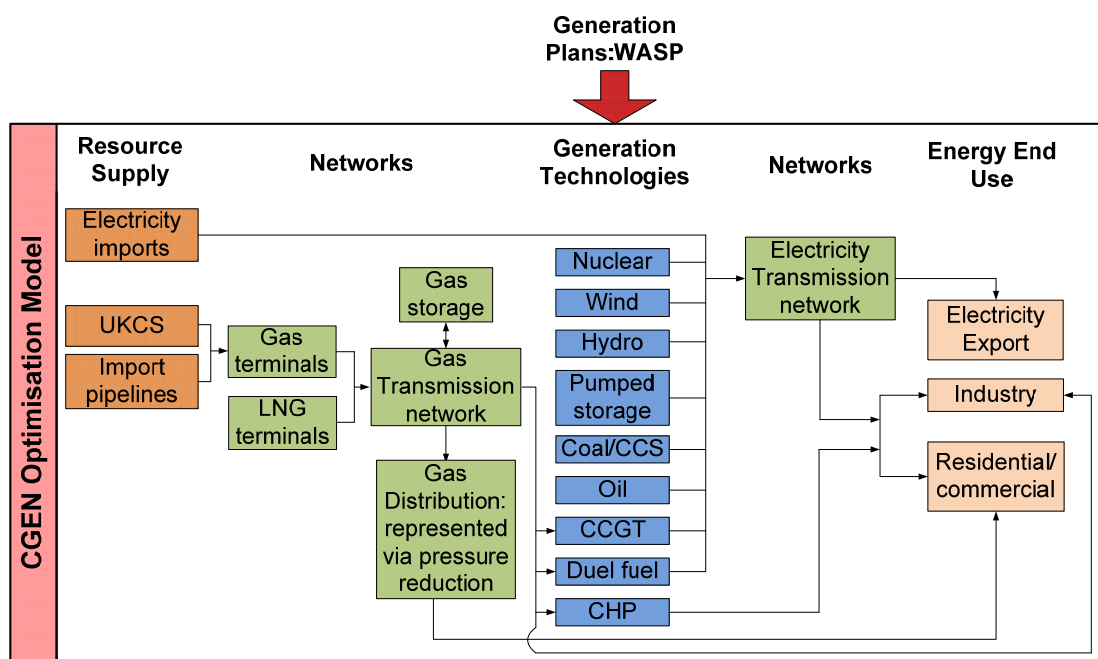 Generation
Plans:WASP
CGEN Optimisation Model
Resource
Supply
Networks
Generation
Technologies
Networks
Energy End
Use
Electricity
imports
UKCS
Import
pipelines
Gas
terminals
LNG
terminals
Gas
storage
Gas
Transmission
network
Gas
Distribution:
represented
via pressure
reduction
Nuclear
Wind
Hydro
Pumped
storage
Coal/CCS
Oil
CCGT
Duel fuel
CHP
Electricity
Transmission
network
Electricity
Export
Industry
Residential/
commercial